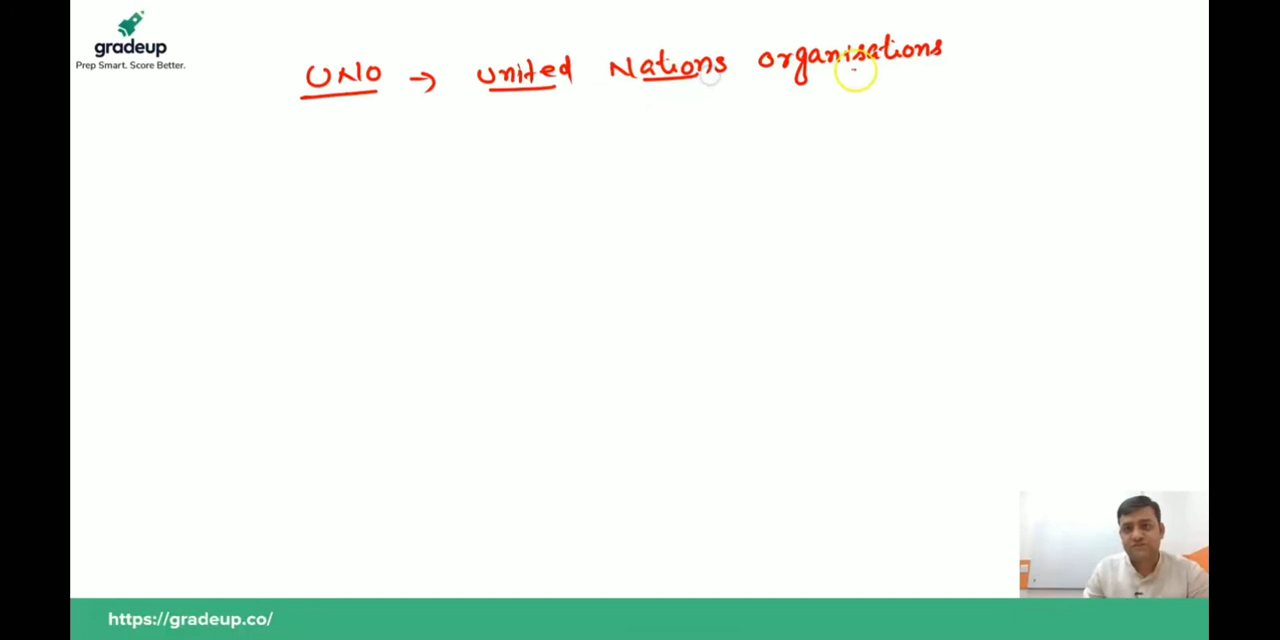 gradeup
Prep Smart. Score Better.
UNO → United Nations organisations
https://gradeup.co/